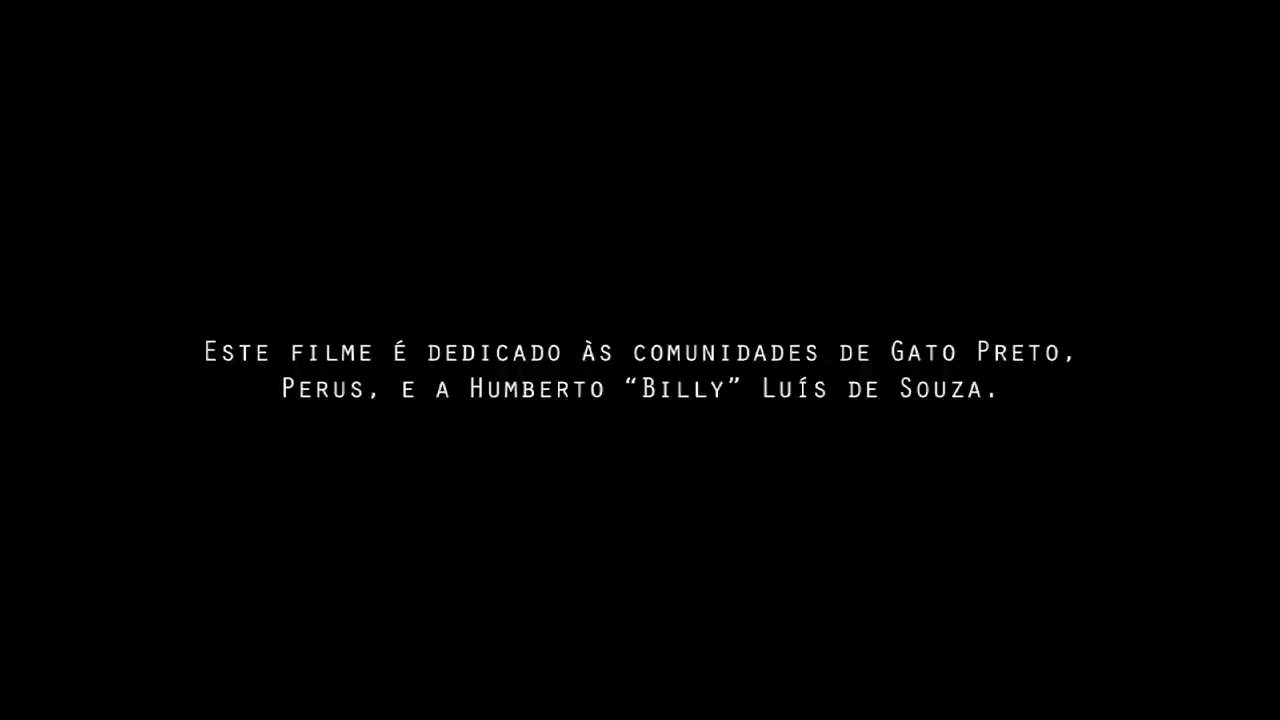 Este filme é dedicado às comunidades de Gato Preto,
Perus, e a Humberto “Billy” Luís de Souza.